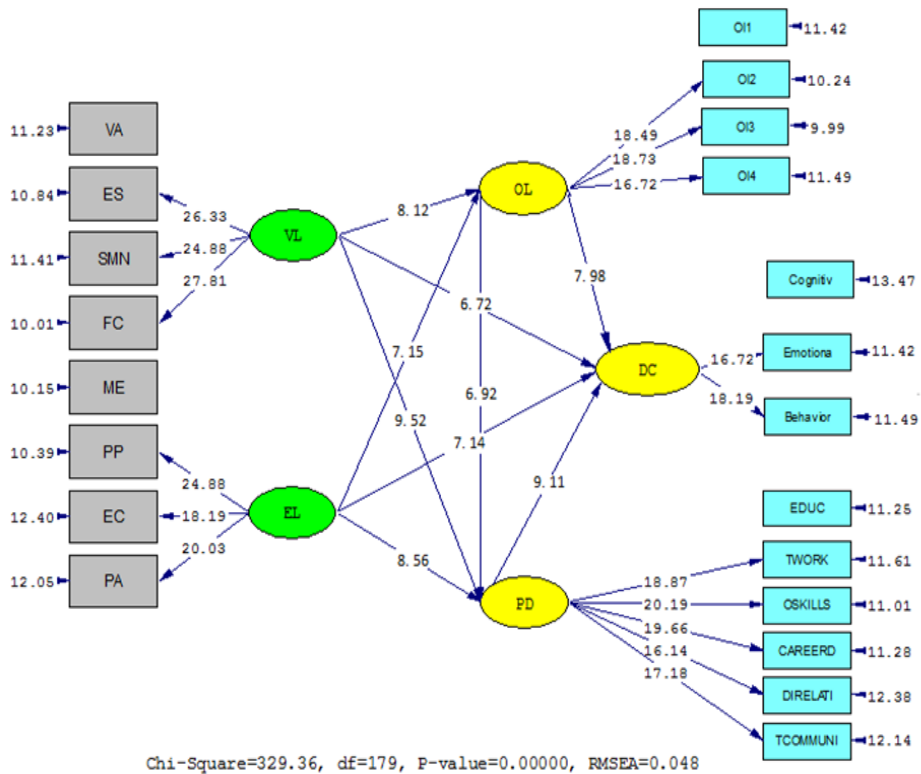 OI1 11.42
OI2 10.24
18.49
OI3 9.99
18.73
OI4 11.49
16.72
11.23 VA
10.84 ES
26.33
11.41 SMN
24.88
27.81
10.01 FC
10.15 ME
10.39 PP
24.88
12.40 EC
18.19
20.03
12.05 PA
VL
EL
OL
DC
PD
8.12
6.72
7.98
7.15
6.92
9.52
7.14
9.11
8.56
Cognitiv 13.47
16.72 Emotiona 11.42
18.19 Behavior 11.49
EDUC 11.25
18.87 TWORK 11.61
20.19 OSKILLS 11.01
19.66 CAREERD 11.28
16.14 DIRELATI 12.38
17.18 TCOMMUNI 12.14
Chi-Square=329.36, df=179, P-value=0.00000, RMSEA=0.048